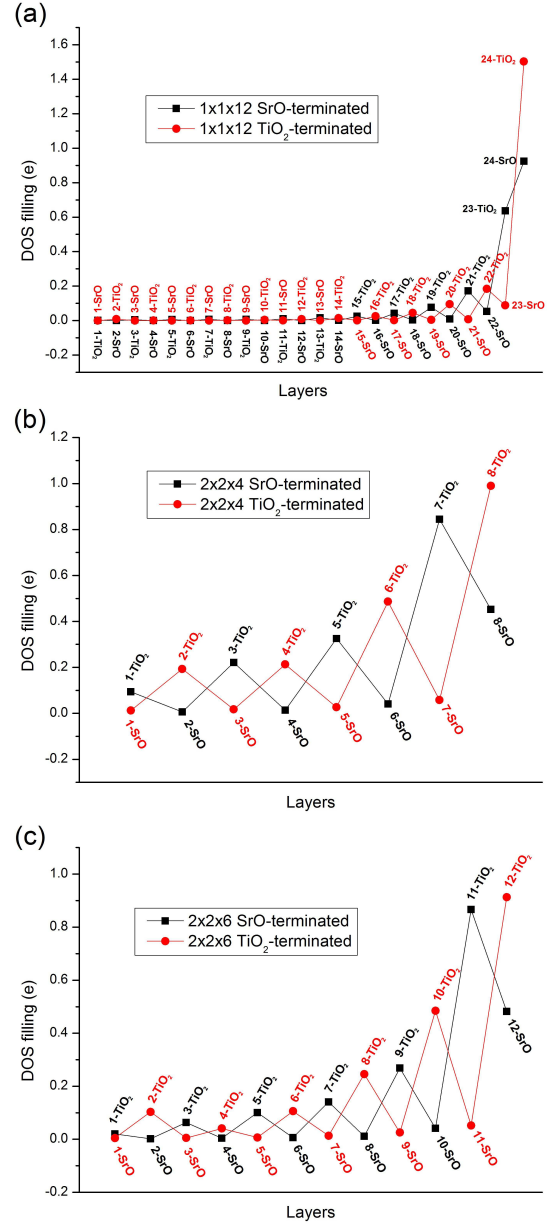 (a)
1.6
1.4
1.2
1.0
0.8
0.6
0.4
0.2
0.0
-0.2
DOS filling (e)
1x1x12 SrO-terminated
1x1x12 TiO₂-terminated
24-TiO₂
24-SrO
23-TiO₂
23-SrO
1-SrO
2-TiO₂
3-SrO
4-TiO₂
5-SrO
6-TiO₂
7-SrO
8-TiO₂
9-SrO
10-TiO₂
11-SrO
12-TiO₂
13-SrO
14-TiO₂
15-TiO₂
16-TiO₂
17-TiO₂
18-TiO₂
19-TiO₂
20-TiO₂
21-TiO₂
22-TiO₂
1-TiO₂
2-SrO
3-TiO₂
4-SrO
5-TiO₂
6-SrO
7-TiO₂
8-SrO
9-TiO₂
10-SrO
11-TiO₂
12-SrO
13-TiO₂
14-SrO
15-SrO
16-SrO
17-SrO
18-SrO
19-SrO
20-SrO
21-SrO
22-SrO
Layers
(b)
1.2
1.0
0.8
0.6
0.4
0.2
0.0
-0.2
DOS filling (e)
2x2x4 SrO-terminated
2x2x4 TiO₂-terminated
1-TiO₂
2-TiO₂
3-TiO₂
4-TiO₂
5-TiO₂
6-TiO₂
7-TiO₂
8-TiO₂
1-SrO
2-SrO
3-SrO
4-SrO
5-SrO
6-SrO
7-SrO
8-SrO
Layers
(c)
1.0
0.8
0.6
0.4
0.2
0.0
-0.2
DOS filling (e)
2x2x6 SrO-terminated
2x2x6 TiO₂-terminated
1-TiO₂
2-TiO₂
3-TiO₂
4-TiO₂
5-TiO₂
6-TiO₂
7-TiO₂
8-TiO₂
9-TiO₂
10-TiO₂
11-TiO₂
12-TiO₂
1-SrO
2-SrO
3-SrO
4-SrO
5-SrO
6-SrO
7-SrO
8-SrO
9-SrO
10-SrO
11-SrO
12-SrO
Layers